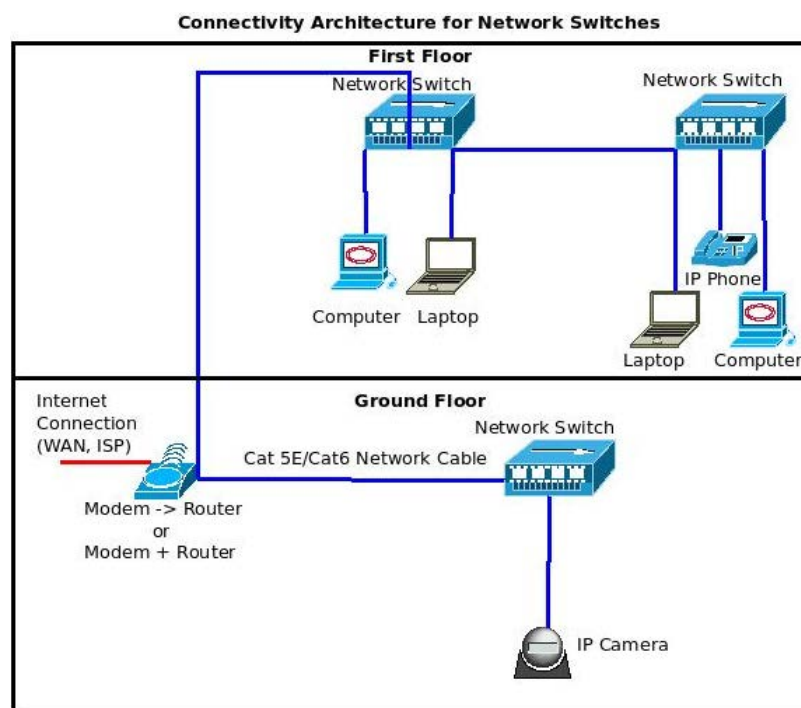 Connectivity Architecture for Network Switches
First Floor
Network Switch
Network Switch
IP
IP Phone
Computer
Laptop
Laptop
Computer
Internet
Connection
(WAN, ISP)
Ground Floor
Network Switch
Cat 5E/Cat6 Network Cable
Modem -> Router
or
Modem + Router
IP Camera